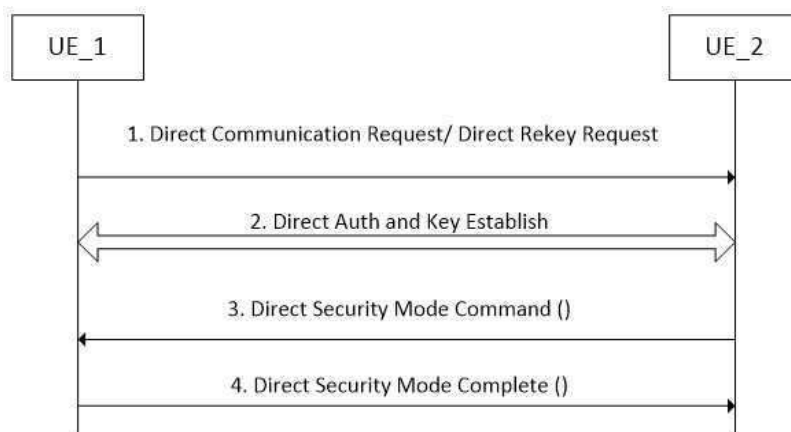 UE_1
UE_2
1. Direct Communication Request/ Direct Rekey Request
2. Direct Auth and Key Establish
3. Direct Security Mode Command ()
4. Direct Security Mode Complete ()